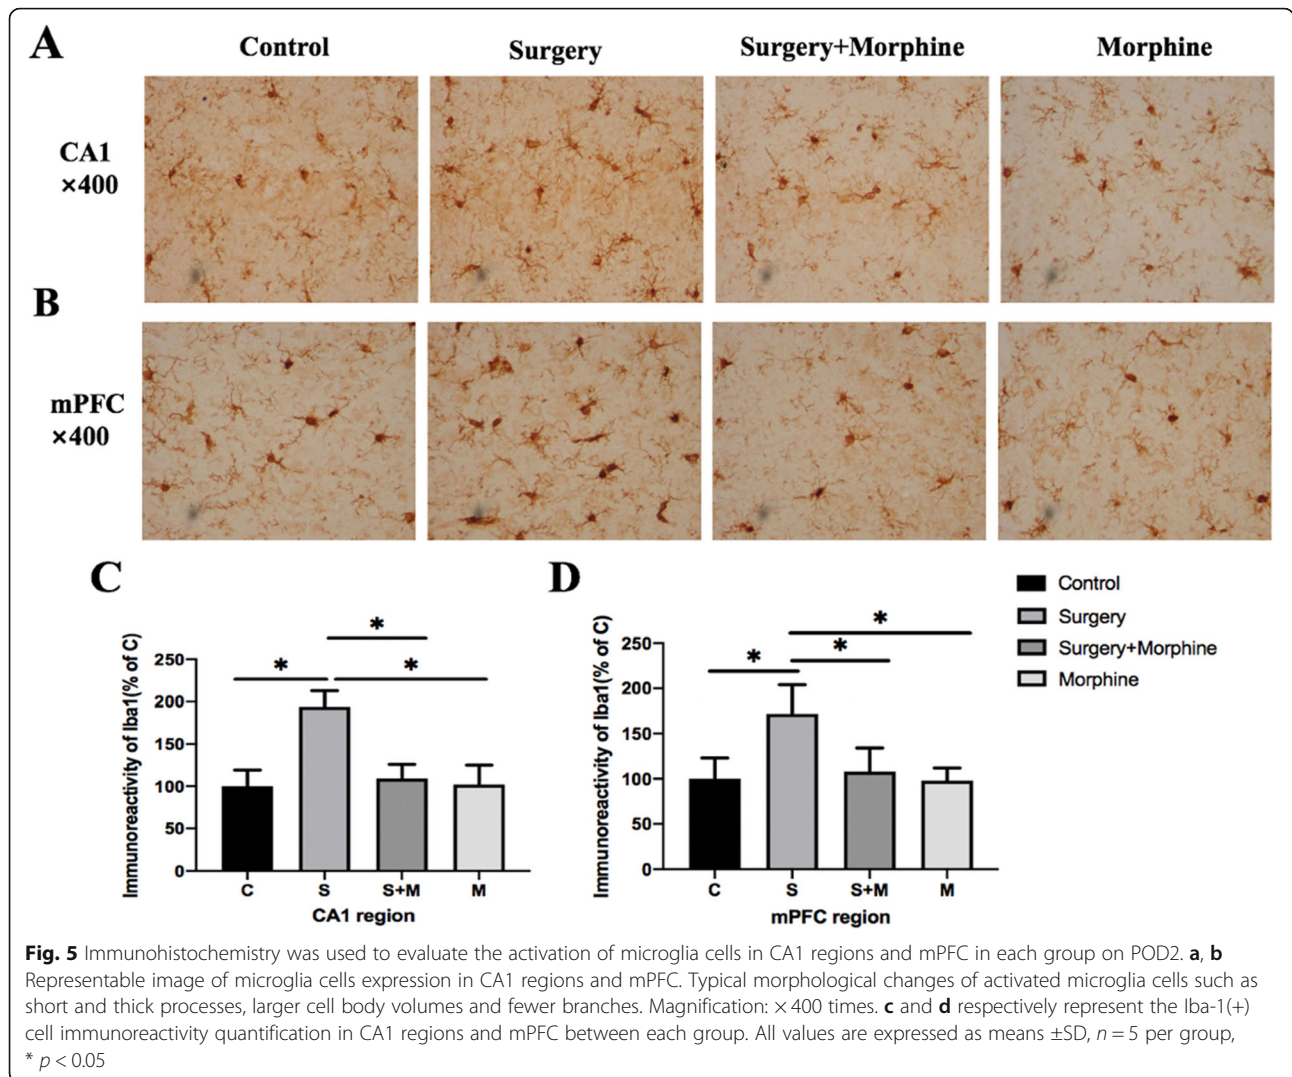 A
Control
Surgery
Surgery+Morphine
Morphine
CA1
×400
B
mPFC
×400
C
Immunoreactivity of Iba1(% of C)
250
200
150
100
50
0
*
*
*
C
S
S+M
M
CA1 region
D
Immunoreactivity of Iba1(% of C)
250
200
150
100
50
0
*
*
*
C
S
S+M
M
mPFC region
Control
Surgery
Surgery+Morphine
Morphine
Fig. 5 Immunohistochemistry was used to evaluate the activation of microglia cells in CA1 regions and mPFC in each group on POD2. a, b
Representable image of microglia cells expression in CA1 regions and mPFC. Typical morphological changes of activated microglia cells such as
short and thick processes, larger cell body volumes and fewer branches. Magnification: × 400 times. c and d respectively represent the Iba-1(+)
cell immunoreactivity quantification in CA1 regions and mPFC between each group. All values are expressed as means ±SD, n = 5 per group,
* p < 0.05